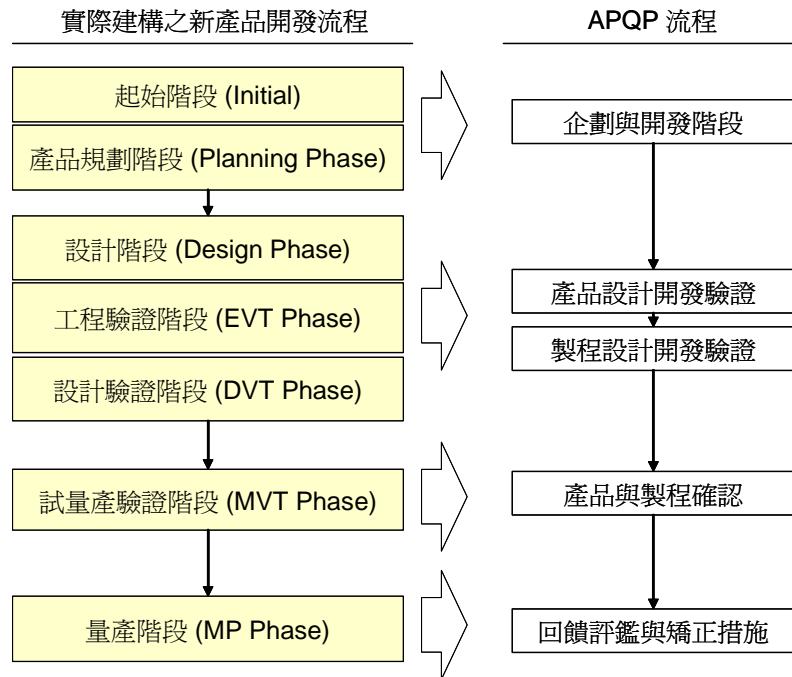 實際建構之新產品開發流程
APQP 流程
起始階段 (Initial)
產品規劃階段 (Planning Phase)
企劃與開發階段
設計階段 (Design Phase)
工程驗證階段 (EVT Phase)
設計驗證階段 (DVT Phase)
產品設計開發驗證
製程設計開發驗證
試量產驗證階段 (MVT Phase)
產品與製程確認
量產階段 (MP Phase)
回饋評鑑與矯正措施